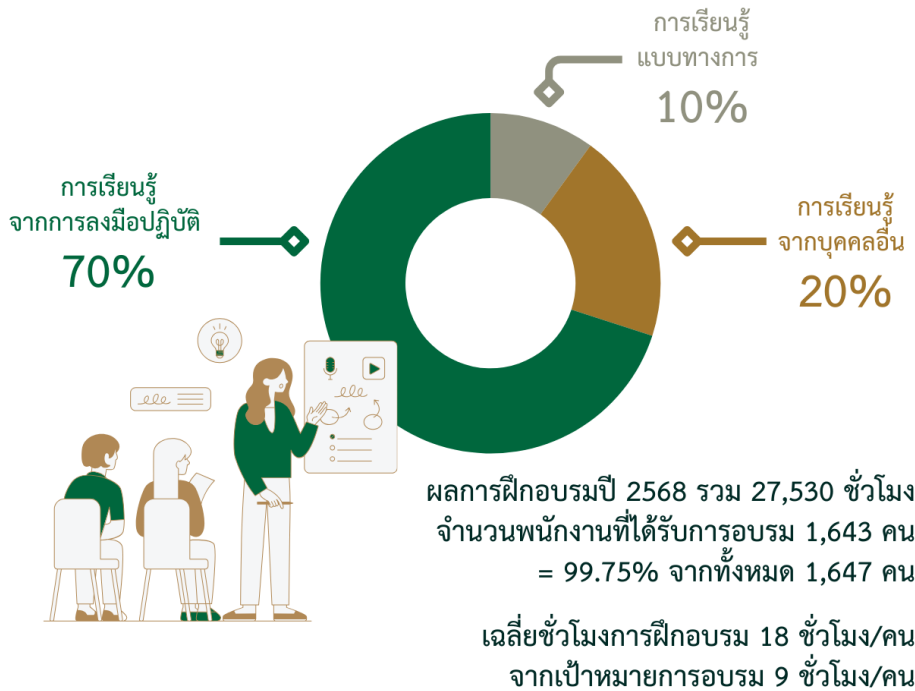 การเรียนรู้
แบบทางการ
10%
การเรียนรู้
จากการลงมือปฏิบัติ
70%
การเรียนรู้
จากบุคคลอื่น
20%
ผลการฝึกอบรมปี 2568 รวม 27,530 ชั่วโมง
จำนวนพนักงานที่ได้รับการอบรม 1,643 คน
= 99.75% จากทั้งหมด 1,647 คน
เฉลี่ยชั่วโมงการฝึกอบรม 18 ชั่วโมง/คน
จากเป้าหมายการอบรม 9 ชั่วโมง/คน